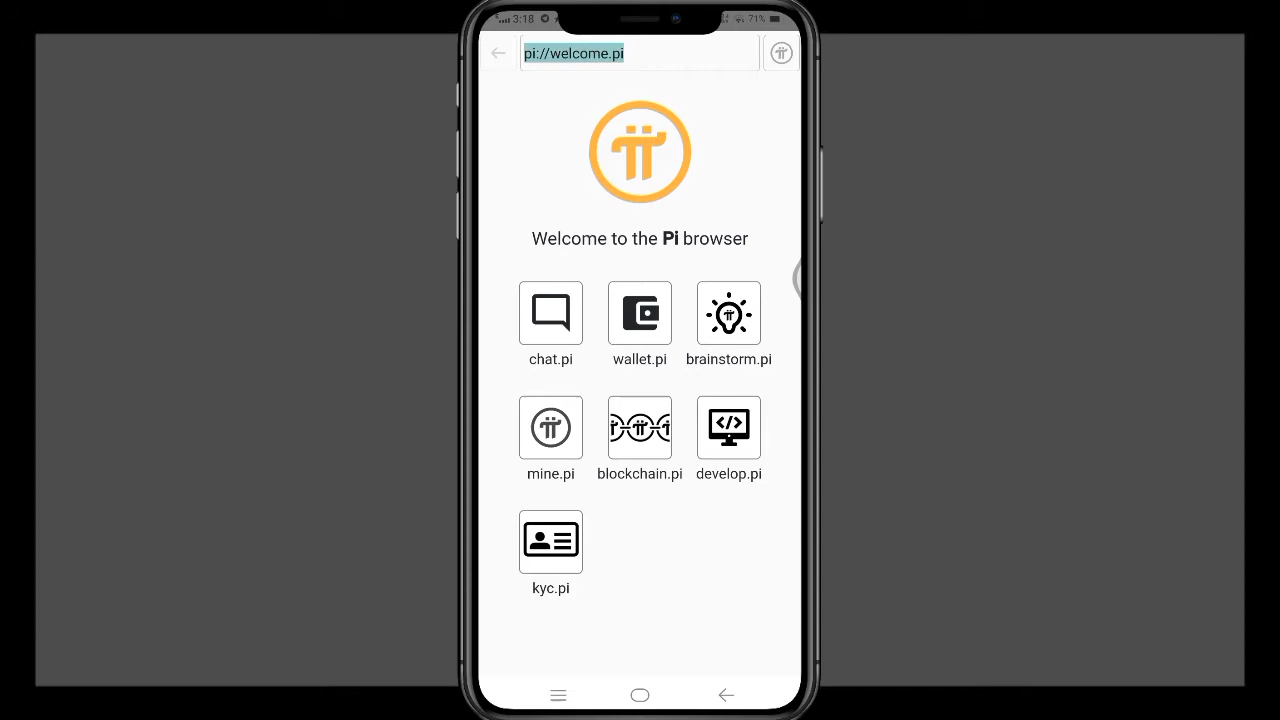 3:18
71%
pi://welcome.pi
Welcome to the Pi browser
chat.pi wallet.pi brainstorm.pi
mine.pi blockchain.pi develop.pi
kyc.pi